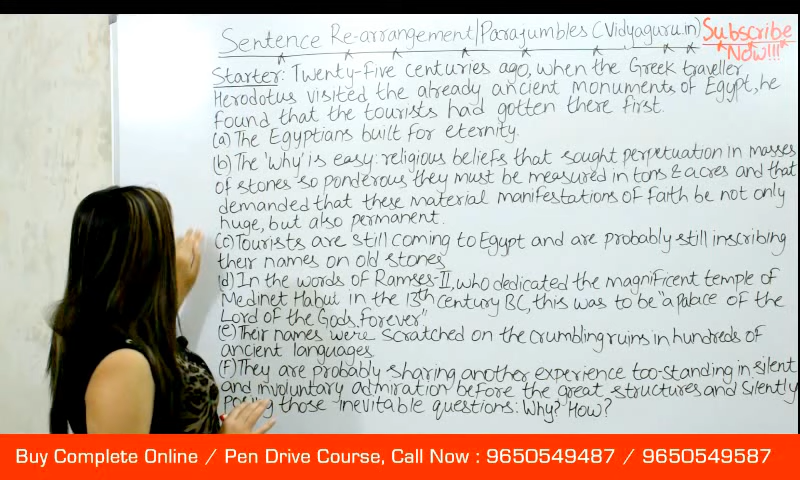 Sentence Re-arrangement/Parajumbles (Vidyaguru.in) Subscribe
Now!!!
Starter: Twenty-Five centuries ago, when the Greek traveller
Herodotus visited the already ancient monuments of Egypt, he
found that the tourists had gotten there first.
(a) The Egyptians built for eternity.
(b) The 'why' is easy: religious beliefs that sought perpetuation in masses
of stones so ponderous they must be measured in tons & acres and that
demanded that these material manifestations of faith be not only
huge, but also permanent.
(c) Tourists are still coming to Egypt and are probably still inscribing
their names on old stones
(d) In the words of Ramses-II, who dedicated the magnificent temple of
Medinet Habut in the 13th century BC, this was to be "a palace of the
Lord of the Gods forever"
(e) Their names were scratched on the crumbling ruins in hundreds of
ancient languages
(f) They are probably sharing another experience too-standing in silent
and involuntary admiration before the great structures and silently
posing those inevitable questions: Why? How?
Buy Complete Online / Pen Drive Course, Call Now : 9650549487 / 9650549587